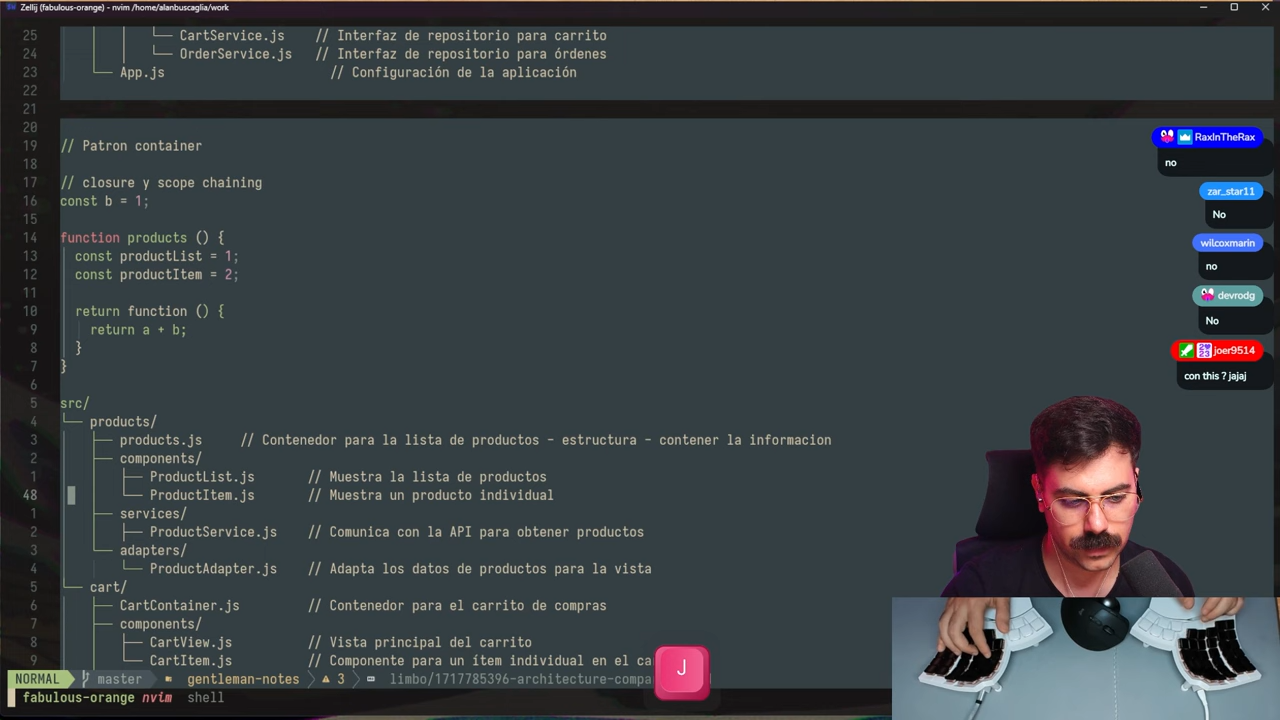 Zellij (fabulous-orange) - nvim /home/alanbuscaglia/work
25 │ │ │ └── CartService.js // Interfaz de repositorio para carrito
24 │ │ └── OrderService.js // Interfaz de repositorio para órdenes
23 └── App.js // Configuración de la aplicación
22
21
20
19 // Patron container
18
17 // closure y scope chaining
16 const b = 1;
15
14 function products () {
13 const productList = 1;
12 const productItem = 2;
11
10 return function () {
9 return a + b;
8 }
7 }
6
5 src/
4 └── products/
3 ├── products.js // Contenedor para la lista de productos - estructura - contener la informacion
2 ├── components/
1 │ ├── ProductList.js // Muestra la lista de productos
48 │ └── ProductItem.js // Muestra un producto individual
1 ├── services/
2 │ ├── ProductService.js // Comunica con la API para obtener productos
3 └── adapters/
4 └── ProductAdapter.js // Adapta los datos de productos para la vista
5 └── cart/
6 ├── CartContainer.js // Contenedor para el carrito de compras
7 ├── components/
8 │ ├── CartView.js // Vista principal del carrito
9 │ └── CartItem.js // Componente para un ítem individual en el ca
NORMAL master gentleman-notes 3 limbo/1717785396-architecture-compa
fabulous-orange nvim shell
J
RaxInTheRax
no
zar_star11
No
wilcoxmarin
no
devrodg
No
joer9514
con this ? jajaj